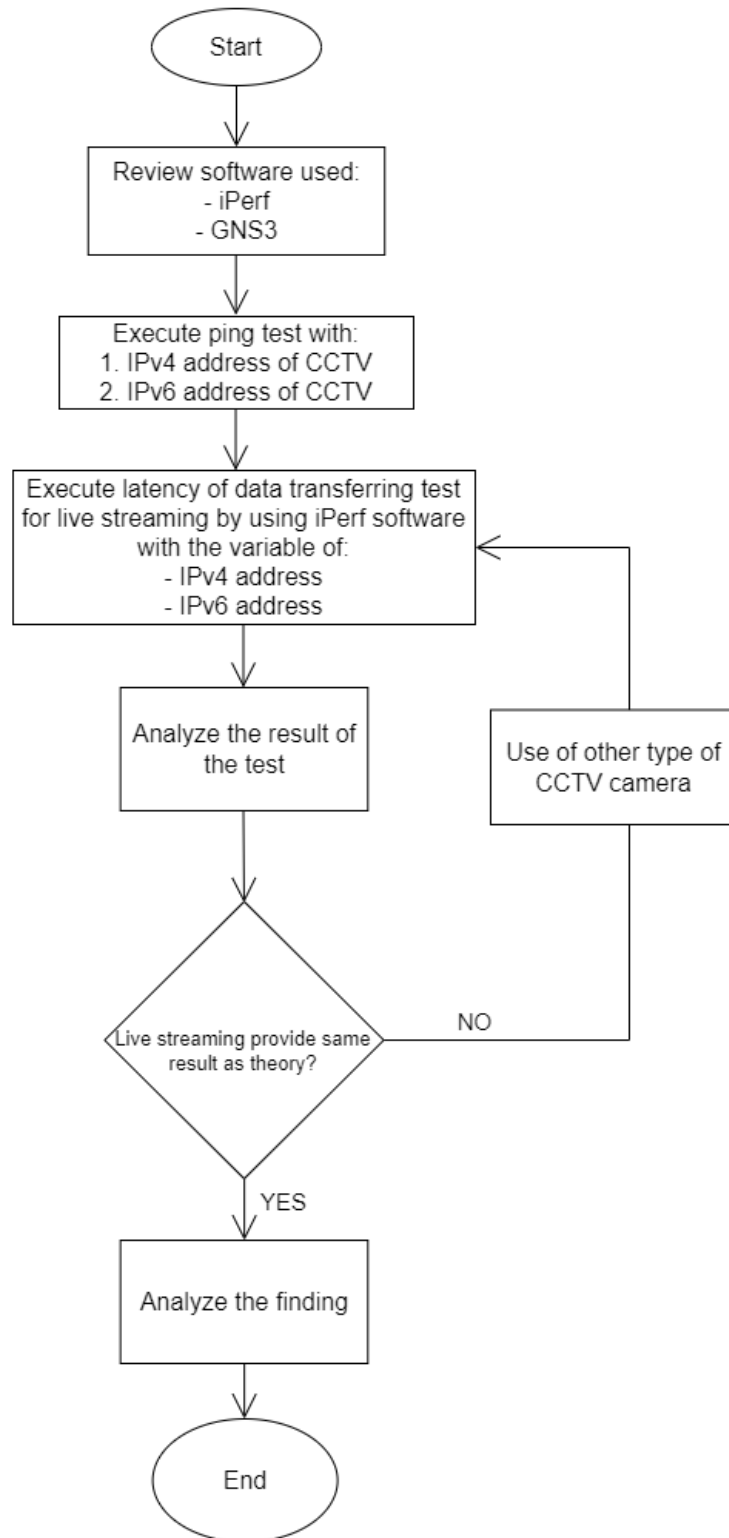 Start
Review software used:
- iPerf
- GNS3
Execute ping test with:
1. IPv4 address of CCTV
2. IPv6 address of CCTV
Execute latency of data transferring test
for live streaming by using iPerf software
with the variable of:
- IPv4 address
- IPv6 address
Analyze the result of
the test
Use of other type of
CCTV camera
Live streaming provide same
result as theory?
NO
YES
Analyze the finding
End